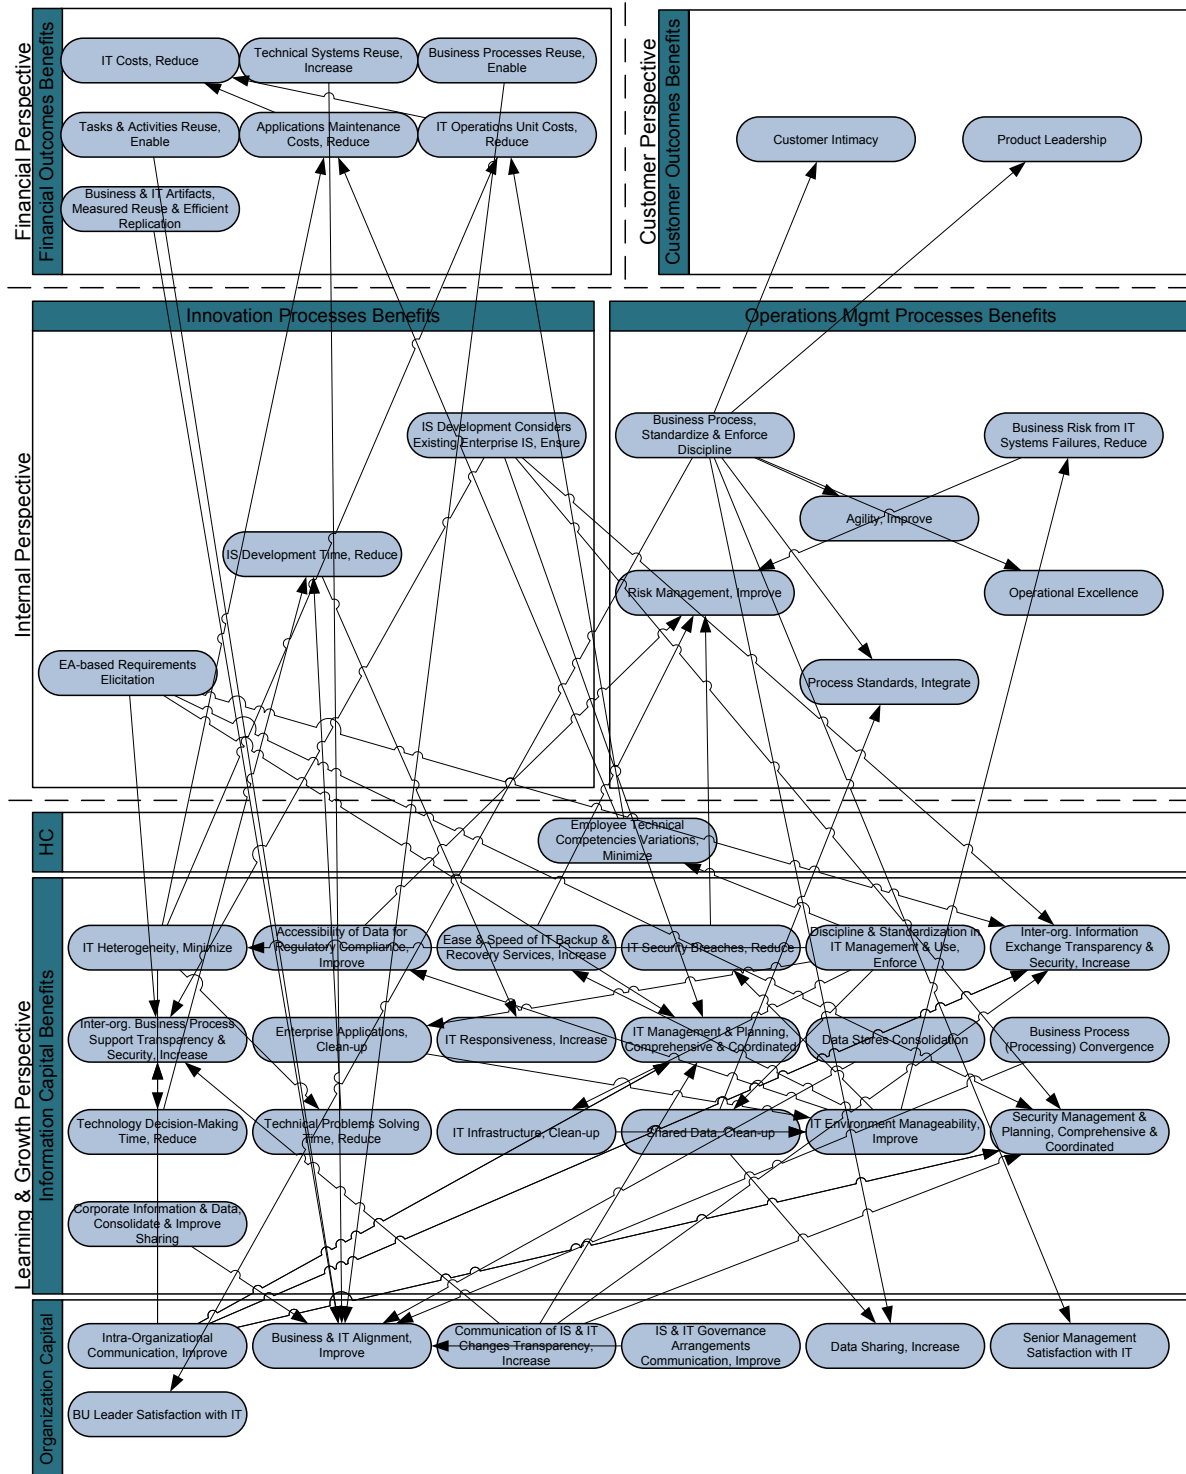 Financial Perspective
Financial Outcomes Benefits
IT Costs, Reduce
Technical Systems Reuse,
Increase
Business Processes Reuse,
Enable
Tasks & Activities Reuse,
Enable
Applications Maintenance
Costs, Reduce
IT Operations Unit Costs,
Reduce
Business & IT Artifacts,
Measured Reuse & Efficient
Replication
Customer Perspective
Customer Outcomes Benefits
Customer Intimacy
Product Leadership
Internal Perspective
Innovation Processes Benefits
IS Development Considers
Existing Enterprise IS, Ensure
IS Development Time, Reduce
EA-based Requirements
Elicitation
Operations Mgmt Processes Benefits
Business Process,
Standardize & Enforce
Discipline
Business Risk from IT
Systems Failures, Reduce
Agility, Improve
Risk Management, Improve
Operational Excellence
Process Standards, Integrate
Learning & Growth Perspective
HC
Employee Technical
Competencies Variations,
Minimize
Information Capital Benefits
IT Heterogeneity, Minimize
Accessibility of Data for
Regulatory Compliance,
Improve
Ease & Speed of IT Backup &
Recovery Services, Increase
IT Security Breaches, Reduce
Discipline & Standardization in
IT Management & Use,
Enforce
Inter-org. Information
Exchange Transparency &
Security, Increase
Inter-org. Business Process
Support Transparency &
Security, Increase
Enterprise Applications,
Clean-up
IT Responsiveness, Increase
IT Management & Planning,
Comprehensive & Coordinated
Data Stores Consolidation
Business Process
(Processing) Convergence
Technology Decision-Making
Time, Reduce
Technical Problems Solving
Time, Reduce
IT Infrastructure, Clean-up
Shared Data, Clean-up
IT Environment Manageability,
Improve
Security Management &
Planning, Comprehensive &
Coordinated
Corporate Information & Data,
Consolidate & Improve
Sharing
Organization Capital
Intra-Organizational
Communication, Improve
Business & IT Alignment,
Improve
Communication of IS & IT
Changes Transparency,
Increase
IS & IT Governance
Arrangements
Communication, Improve
Data Sharing, Increase
Senior Management
Satisfaction with IT
BU Leader Satisfaction with IT